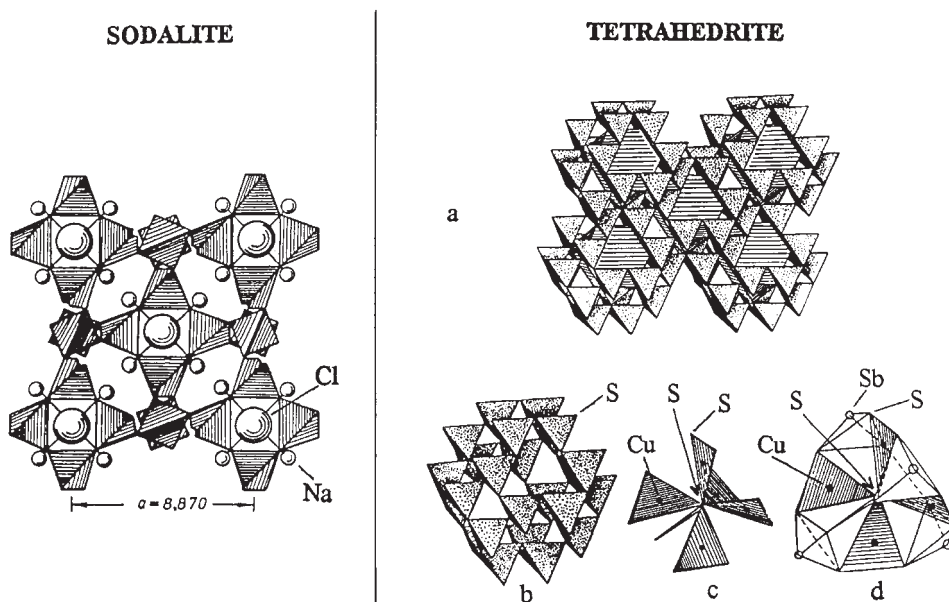 SODALITE
Cl
Na
a=8,870
TETRAHEDRITE
a
S
Cu
b
S
S
c
Sb
S
S
Cu
d